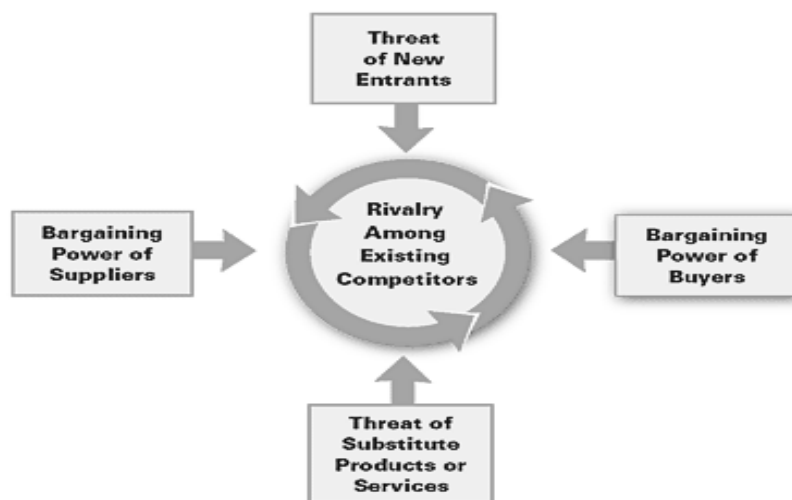 Threat
of New
Entrants
Bargaining
Power of
Suppliers
Rivalry
Among
Existing
Competitors
Bargaining
Power of
Buyers
Threat of
Substitute
Products or
Services